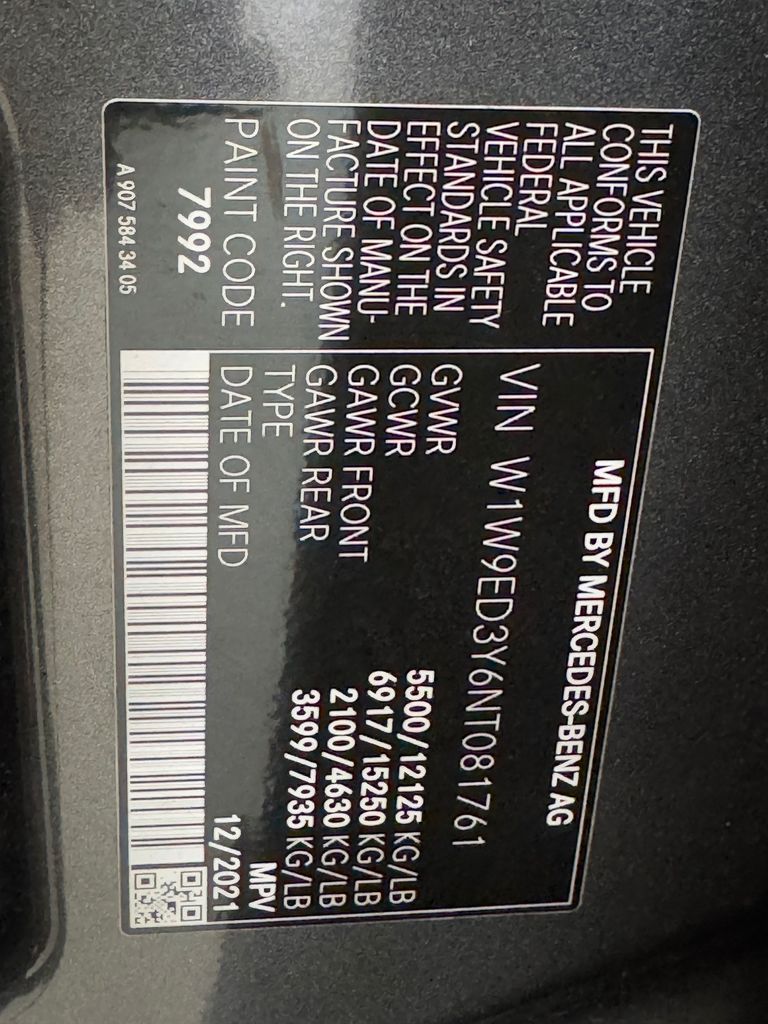 MFD BY MERCEDES-BENZ AG
THIS VEHICLE
CONFORMS TO
ALL APPLICABLE
FEDERAL
VEHICLE SAFETY
STANDARDS IN
EFFECT ON THE
DATE OF MANU-
FACTURE SHOWN
ON THE RIGHT.
PAINT CODE
7992
A 907 584 34 05
VIN W1W9ED3Y6NT081761
GVWR 5500/12125 KG/LB
GCWR 6917/15250 KG/LB
GAWR FRONT 2100/4630 KG/LB
GAWR REAR 3599/7935 KG/LB
TYPE MPV
DATE OF MFD 12/2021